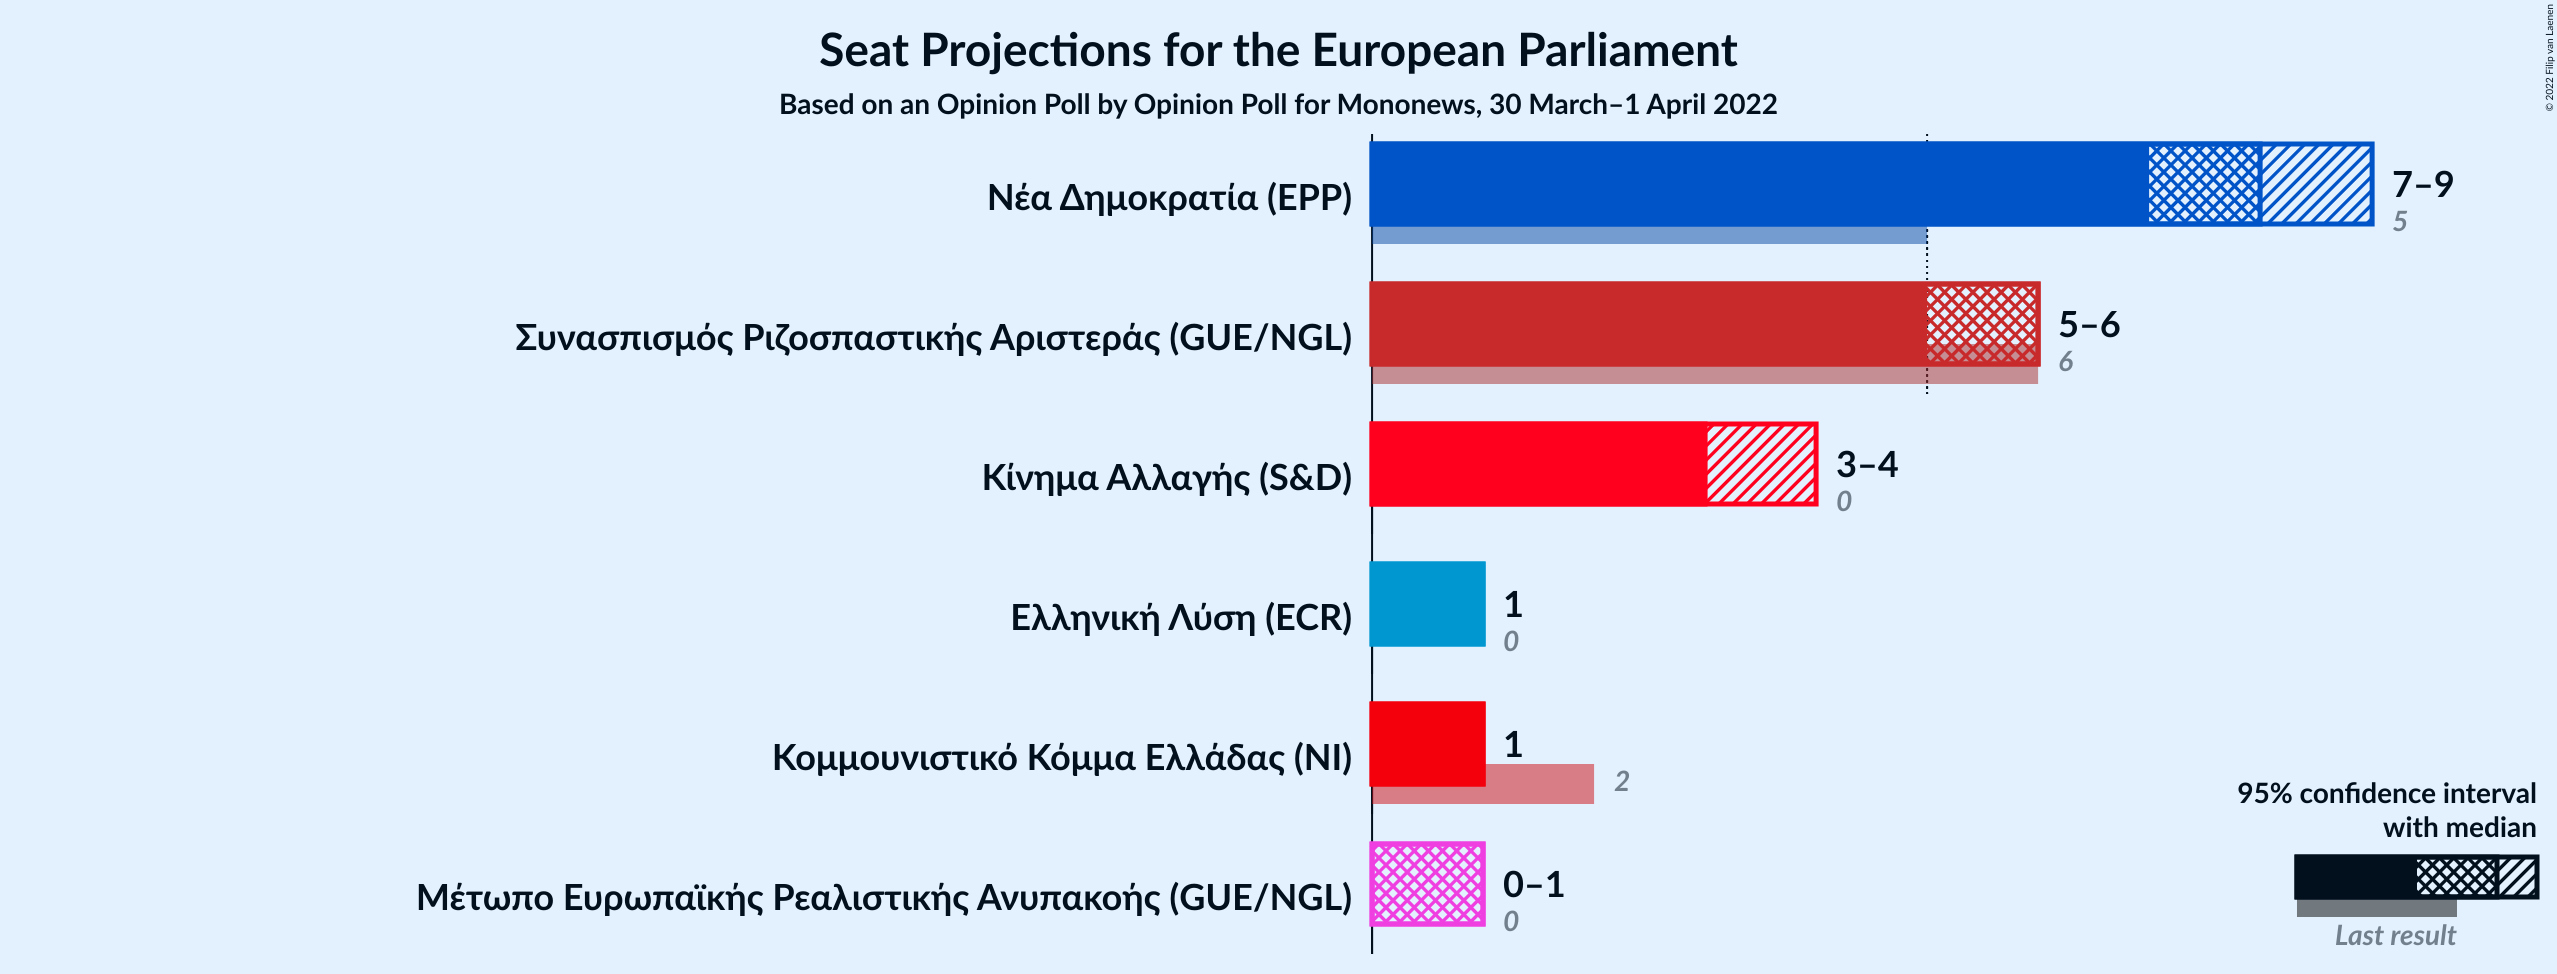 Seat Projections for the European Parliament
Based on an Opinion Poll by Opinion Poll for Mononews, 30 March–1 April 2022
© 2022 Filip van Laenen
Νέα Δημοκρατία (EPP)
7–9
5
Συνασπισμός Ριζοσπαστικής Αριστεράς (GUE/NGL)
5–6
6
Κίνημα Αλλαγής (S&D)
3–4
0
Ελληνική Λύση (ECR)
1
0
Κομμουνιστικό Κόμμα Ελλάδας (NI)
1
2
Μέτωπο Ευρωπαϊκής Ρεαλιστικής Ανυπακοής (GUE/NGL)
0–1
0
95% confidence interval
with median
Last result